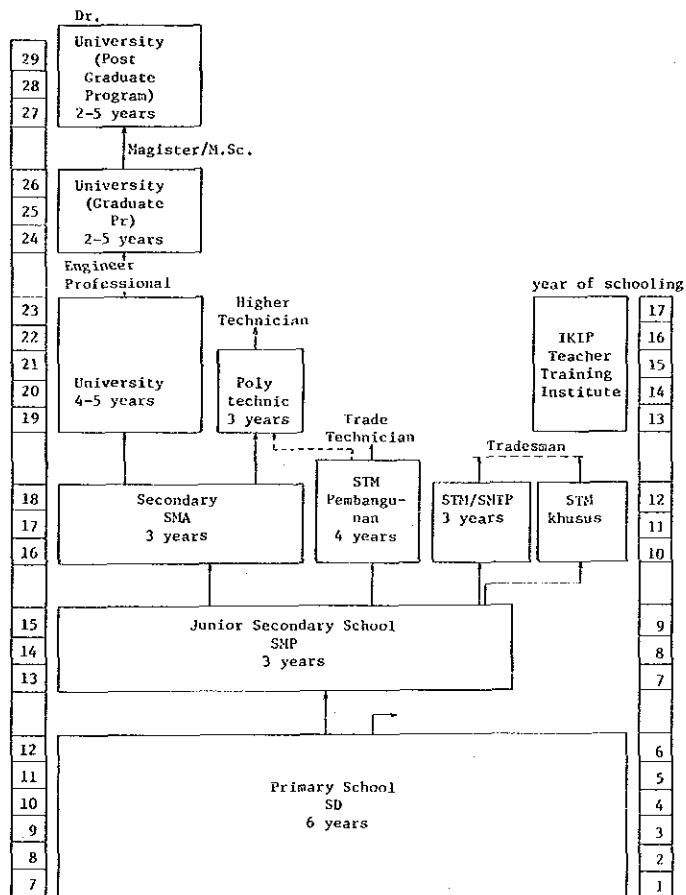 Dr.
University
(Post
Graduate
Program)
2-5 years
29
28
27
Magister/M.Sc.
University
(Graduate
Pr)
2-5 years
26
25
24
Engineer
Professional
Higher
Technician
year of schooling
23
22
21
20
19
University
4-5 years
Poly
technic
3 years
IKIP
Teacher
Training
Institute
17
16
15
14
13
Trade
Technician
Tradesman
18
17
16
Secondary
SMA
3 years
STM
Pembangu-
nan
4 years
STM/SMTP
3 years
STM
khusus
12
11
10
15
14
13
Junior Secondary School
SMP
3 years
9
8
7
12
11
10
9
8
7
Primary School
SD
6 years
6
5
4
3
2
1